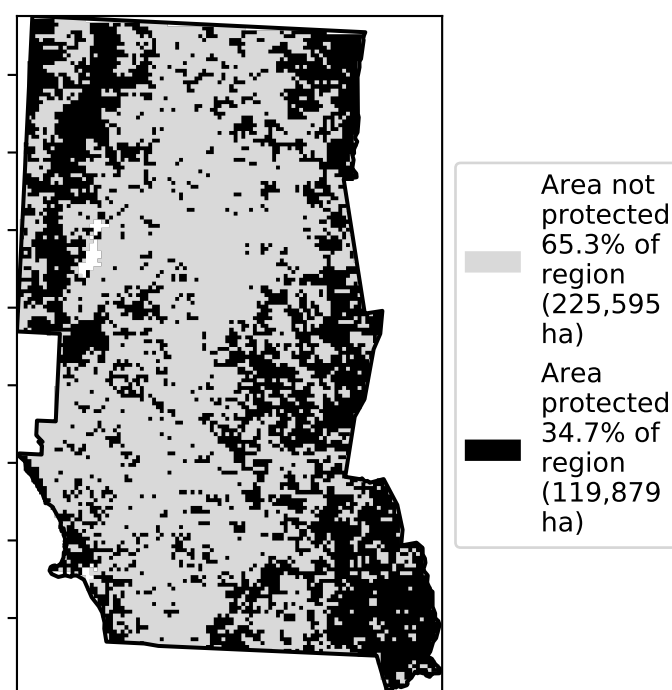 Area not
protected
65.3% of
region
(225,595
ha)
Area
protected
34.7% of
region
(119,879
ha)